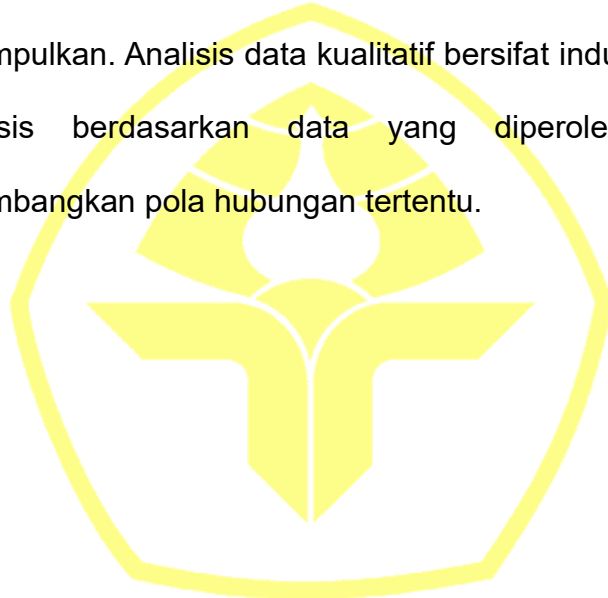 mpulkan. Analisis data kualitatif bersifat indu
sis berdasarkan data yang diperole
mbangkan pola hubungan tertentu.